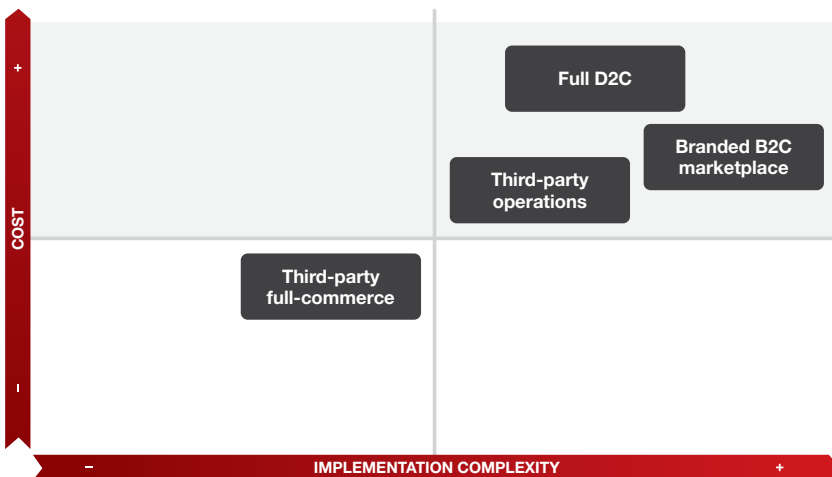 +
Full D2C
Branded B2C
marketplace
Third-party
operations
COST
Third-party
full-commerce
–
–
IMPLEMENTATION COMPLEXITY
+